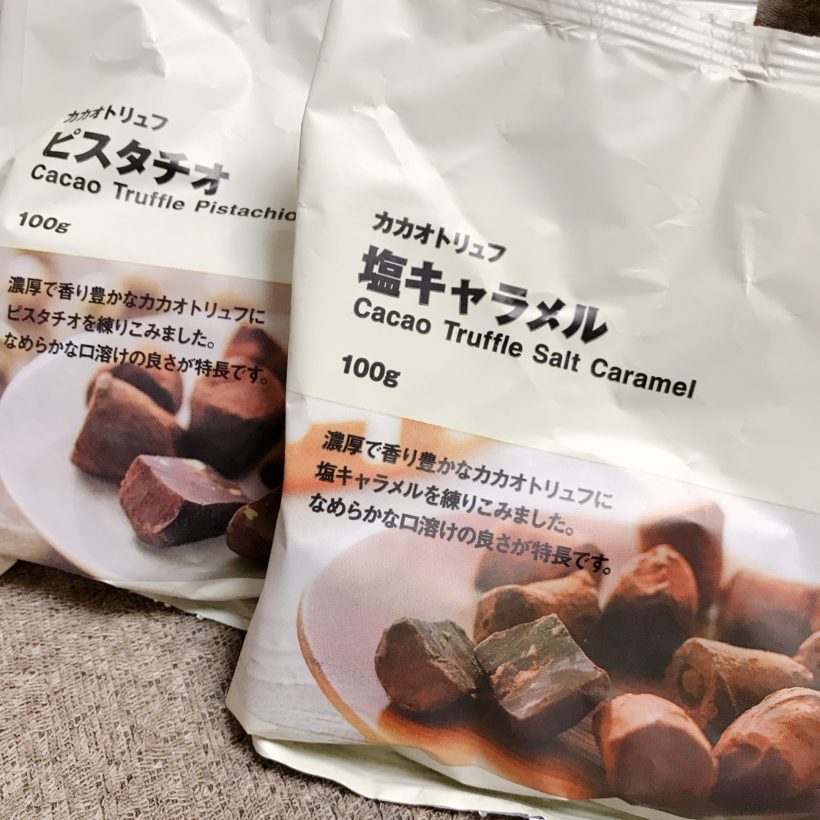 カカオトリュフ
ピスタチオ
Cacao Truffle Pistachio
100g
濃厚で香り豊かなカカオトリュフに
ピスタチオを練りこみました。
なめらかな口溶けの良さが特長です。
カカオトリュフ
塩キャラメル
Cacao Truffle Salt Caramel
100g
濃厚で香り豊かなカカオトリュフに
塩キャラメルを練りこみました。
なめらかな口溶けの良さが特長です。